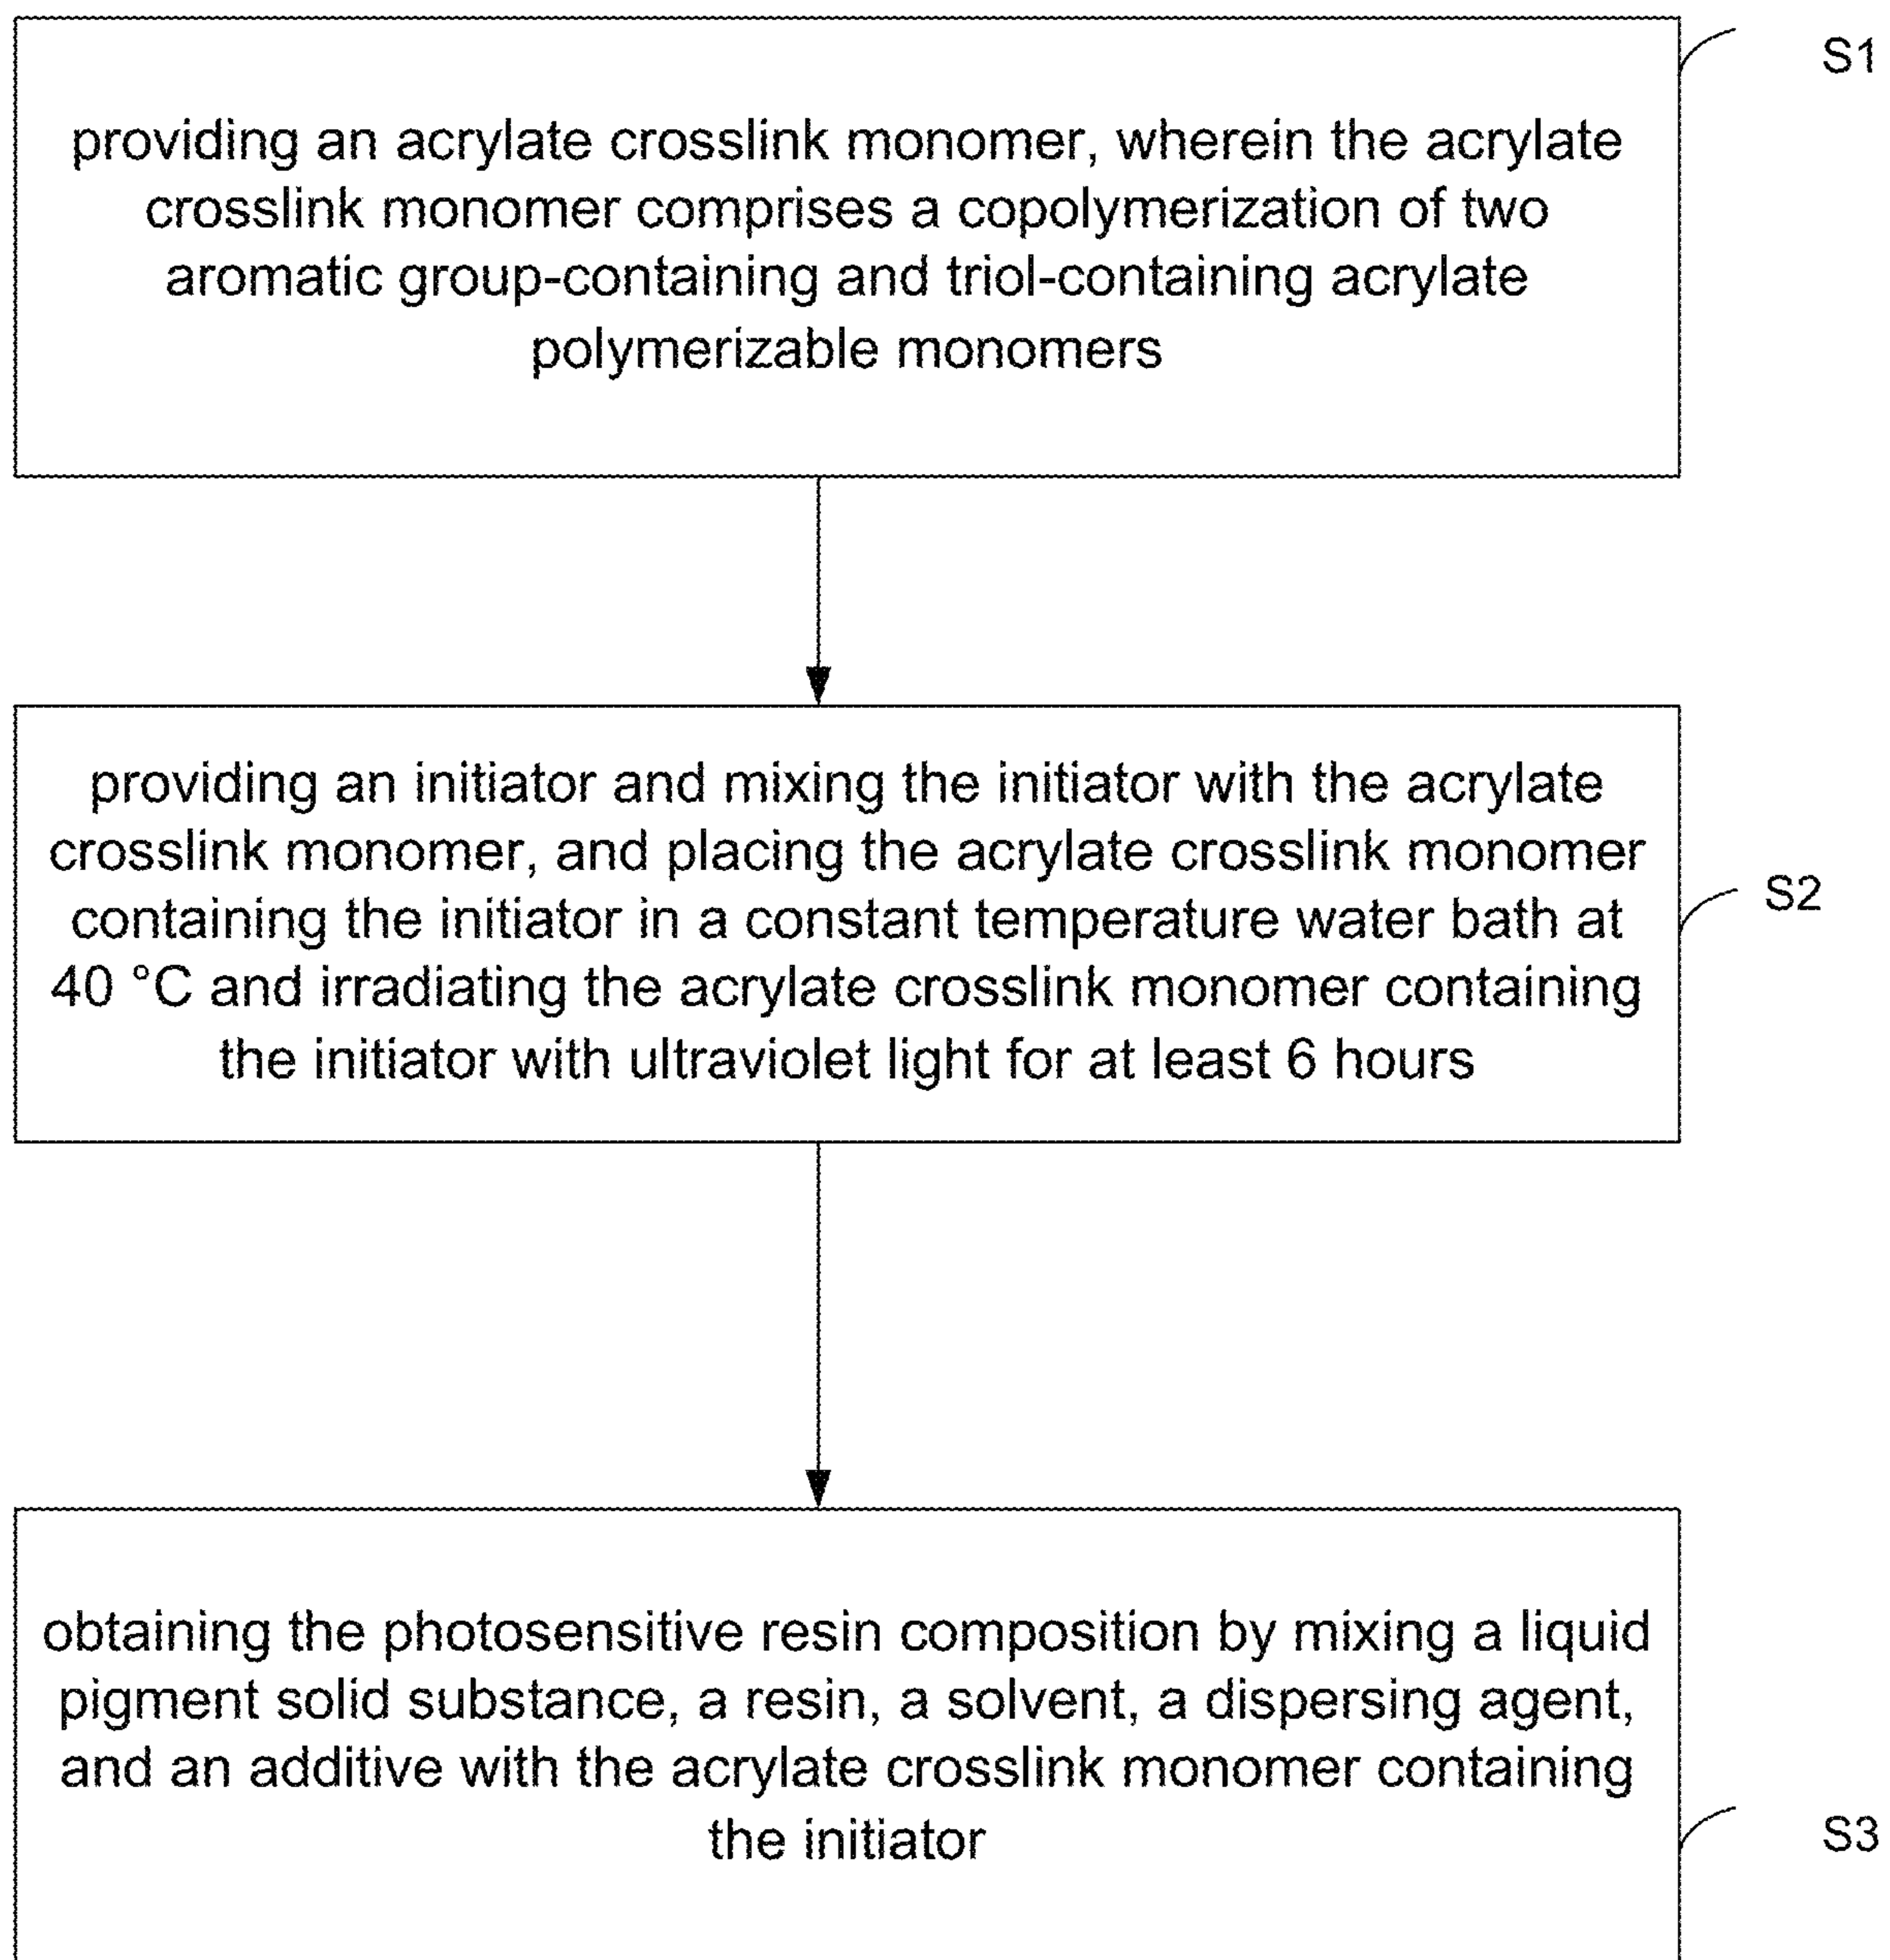 S1
providing an acrylate crosslink monomer, wherein the acrylate
crosslink monomer comprises a copolymerization of two
aromatic group-containing and triol-containing acrylate
polymerizable monomers
providing an initiator and mixing the initiator with the acrylate
crosslink monomer, and placing the acrylate crosslink monomer
containing the initiator in a constant temperature water bath at
40 °C and irradiating the acrylate crosslink monomer containing
the initiator with ultraviolet light for at least 6 hours
S2
obtaining the photosensitive resin composition by mixing a liquid
pigment solid substance, a resin, a solvent, a dispersing agent,
and an additive with the acrylate crosslink monomer containing
the initiator
S3